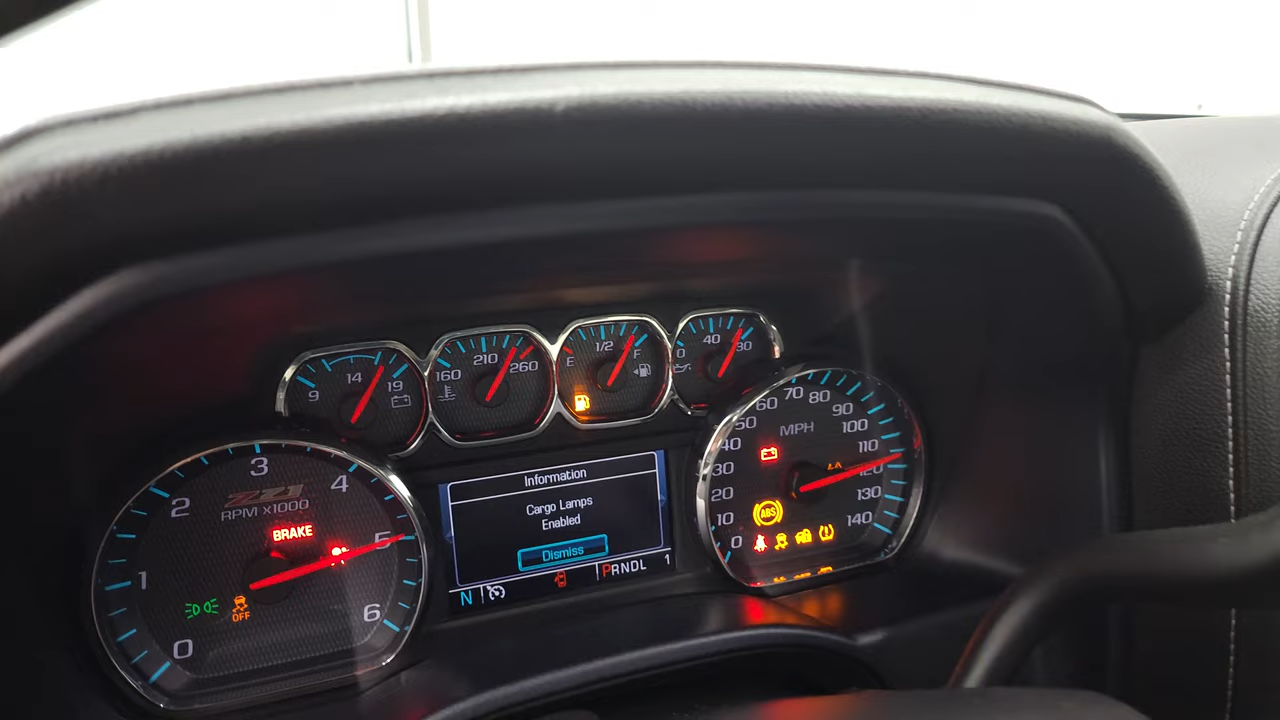 14
9
19
210
160
260
1/2
E
F
40
0
80
3
2
4
Z71
RPM x1000
BRAKE
5
1
OFF
6
0
Information
Cargo Lamps
Enabled
Dismiss
N
PRNDL
1
60 70 80
50
90
MPH
40
100
30
110
120
20
130
10
ABS
140
0